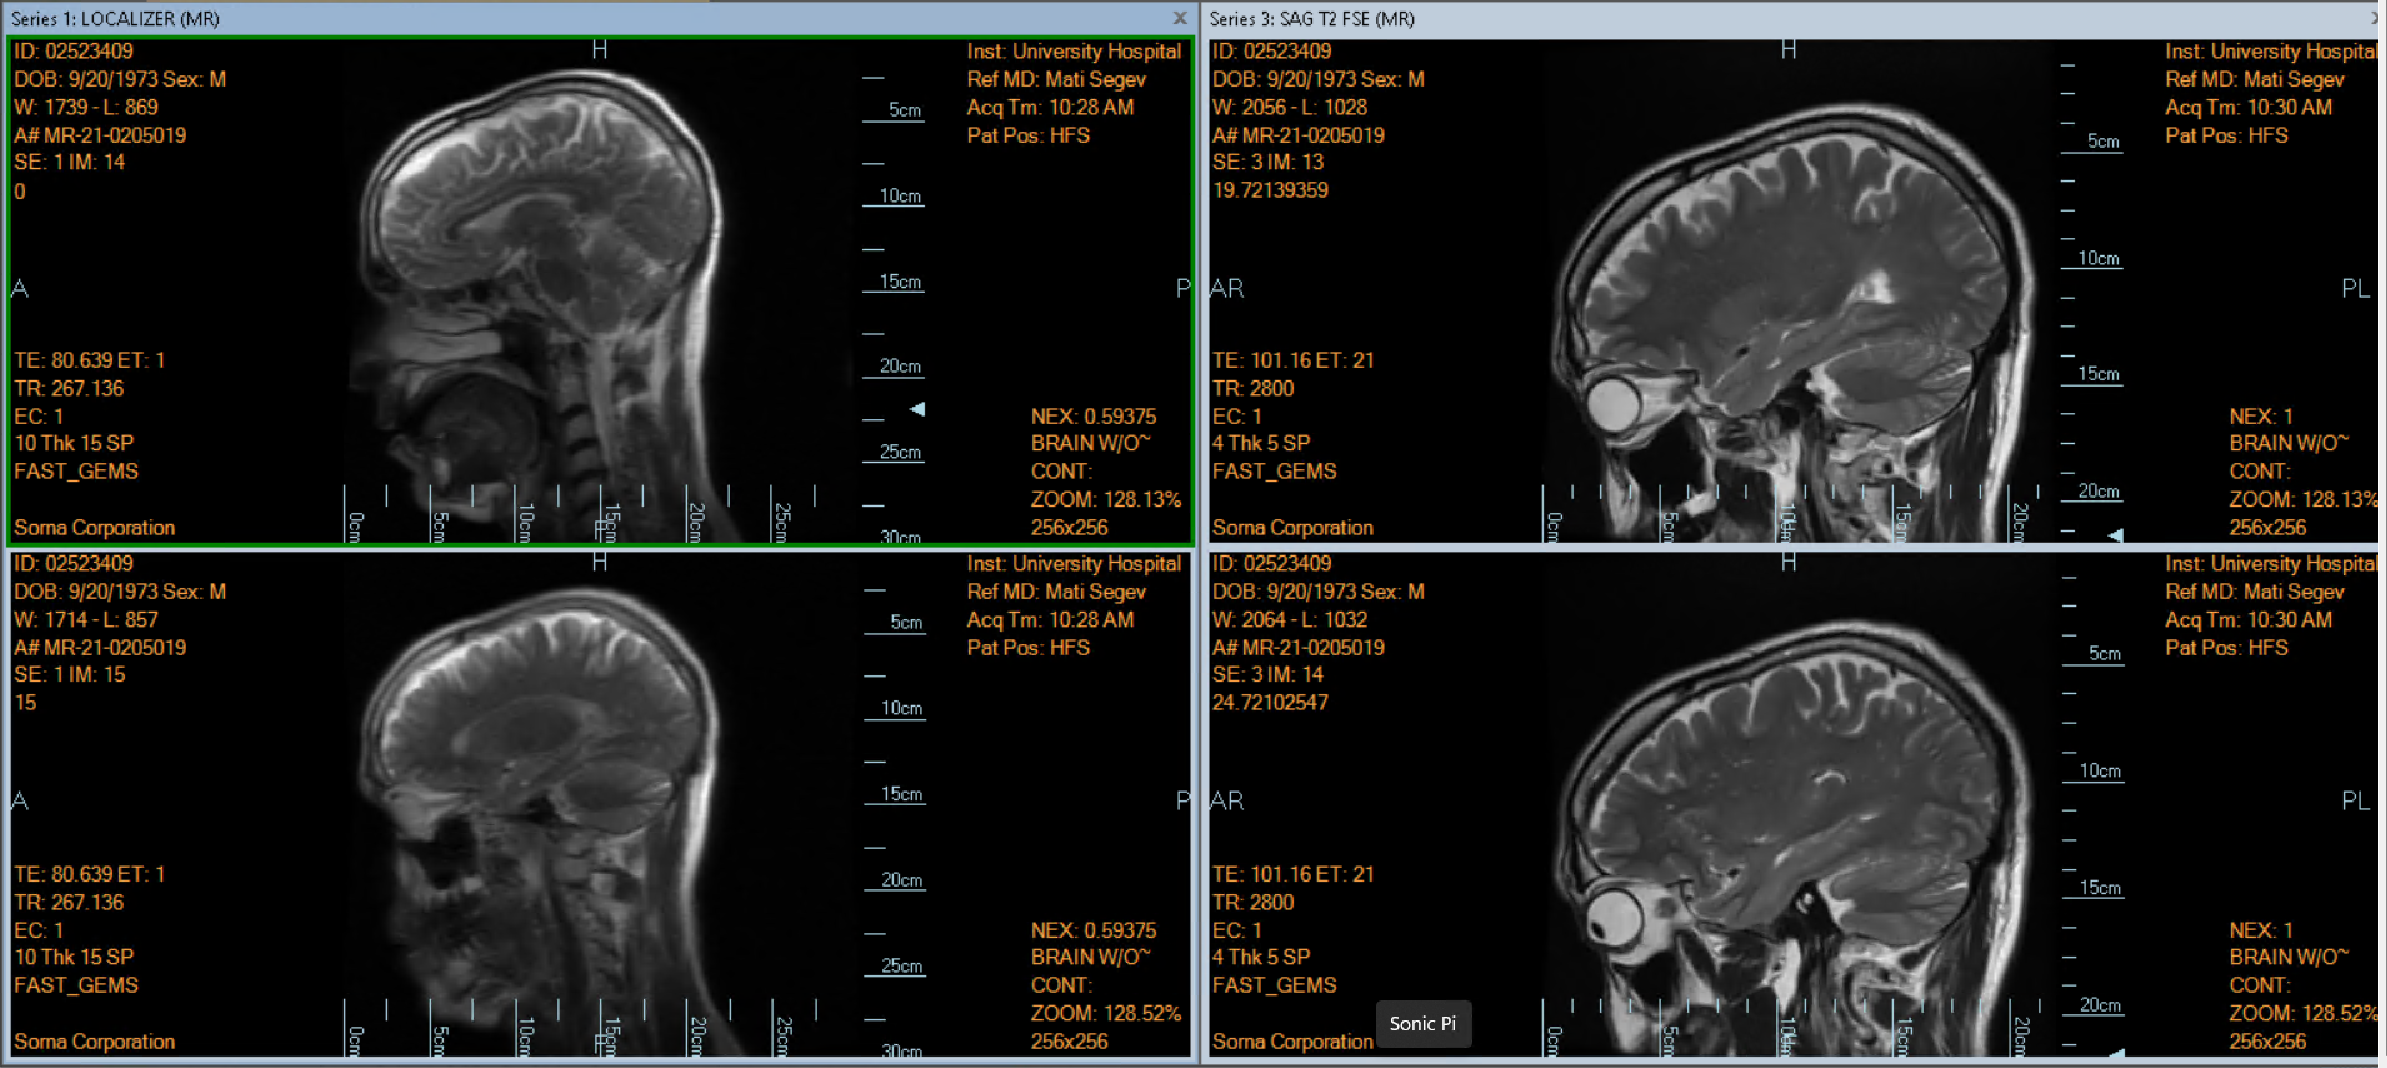 Series 1: LOCALIZER (MR)
ID: 02523409
DOB: 9/20/1973 Sex: M
W: 1739 - L: 869
A# MR-21-0205019
SE: 1 IM: 14
0
H
Inst: University Hospital
Ref MD: Mati Segev
Acq Tm: 10:28 AM
Pat Pos: HFS
5cm
10cm
15cm
20cm
25cm
30cm
A
P
TE: 80.639 ET: 1
TR: 267.136
EC: 1
10 Thk 15 SP
FAST_GEMS
Soma Corporation
0cm
5cm
10cm
15cm
20cm
25cm
NEX: 0.59375
BRAIN W/O~
CONT:
ZOOM: 128.13%
256x256
Series 3: SAG T2 FSE (MR)
ID: 02523409
DOB: 9/20/1973 Sex: M
W: 2056 - L: 1028
A# MR-21-0205019
SE: 3 IM: 13
19.72139359
H
Inst: University Hospital
Ref MD: Mati Segev
Acq Tm: 10:30 AM
Pat Pos: HFS
5cm
10cm
15cm
20cm
AR
PL
TE: 101.16 ET: 21
TR: 2800
EC: 1
4 Thk 5 SP
FAST_GEMS
Soma Corporation
0cm
5cm
10cm
15cm
20cm
NEX: 1
BRAIN W/O~
CONT:
ZOOM: 128.13%
256x256
ID: 02523409
DOB: 9/20/1973 Sex: M
W: 1714 - L: 857
A# MR-21-0205019
SE: 1 IM: 15
15
H
Inst: University Hospital
Ref MD: Mati Segev
Acq Tm: 10:28 AM
Pat Pos: HFS
5cm
10cm
15cm
20cm
25cm
30cm
A
P
TE: 80.639 ET: 1
TR: 267.136
EC: 1
10 Thk 15 SP
FAST_GEMS
Soma Corporation
0cm
5cm
10cm
15cm
20cm
25cm
NEX: 0.59375
BRAIN W/O~
CONT:
ZOOM: 128.52%
256x256
ID: 02523409
DOB: 9/20/1973 Sex: M
W: 2064 - L: 1032
A# MR-21-0205019
SE: 3 IM: 14
24.72102547
H
Inst: University Hospital
Ref MD: Mati Segev
Acq Tm: 10:30 AM
Pat Pos: HFS
5cm
10cm
15cm
20cm
AR
PL
TE: 101.16 ET: 21
TR: 2800
EC: 1
4 Thk 5 SP
FAST_GEMS
Soma Corporation
Sonic Pi
0cm
5cm
10cm
15cm
20cm
NEX: 1
BRAIN W/O~
CONT:
ZOOM: 128.52%
256x256